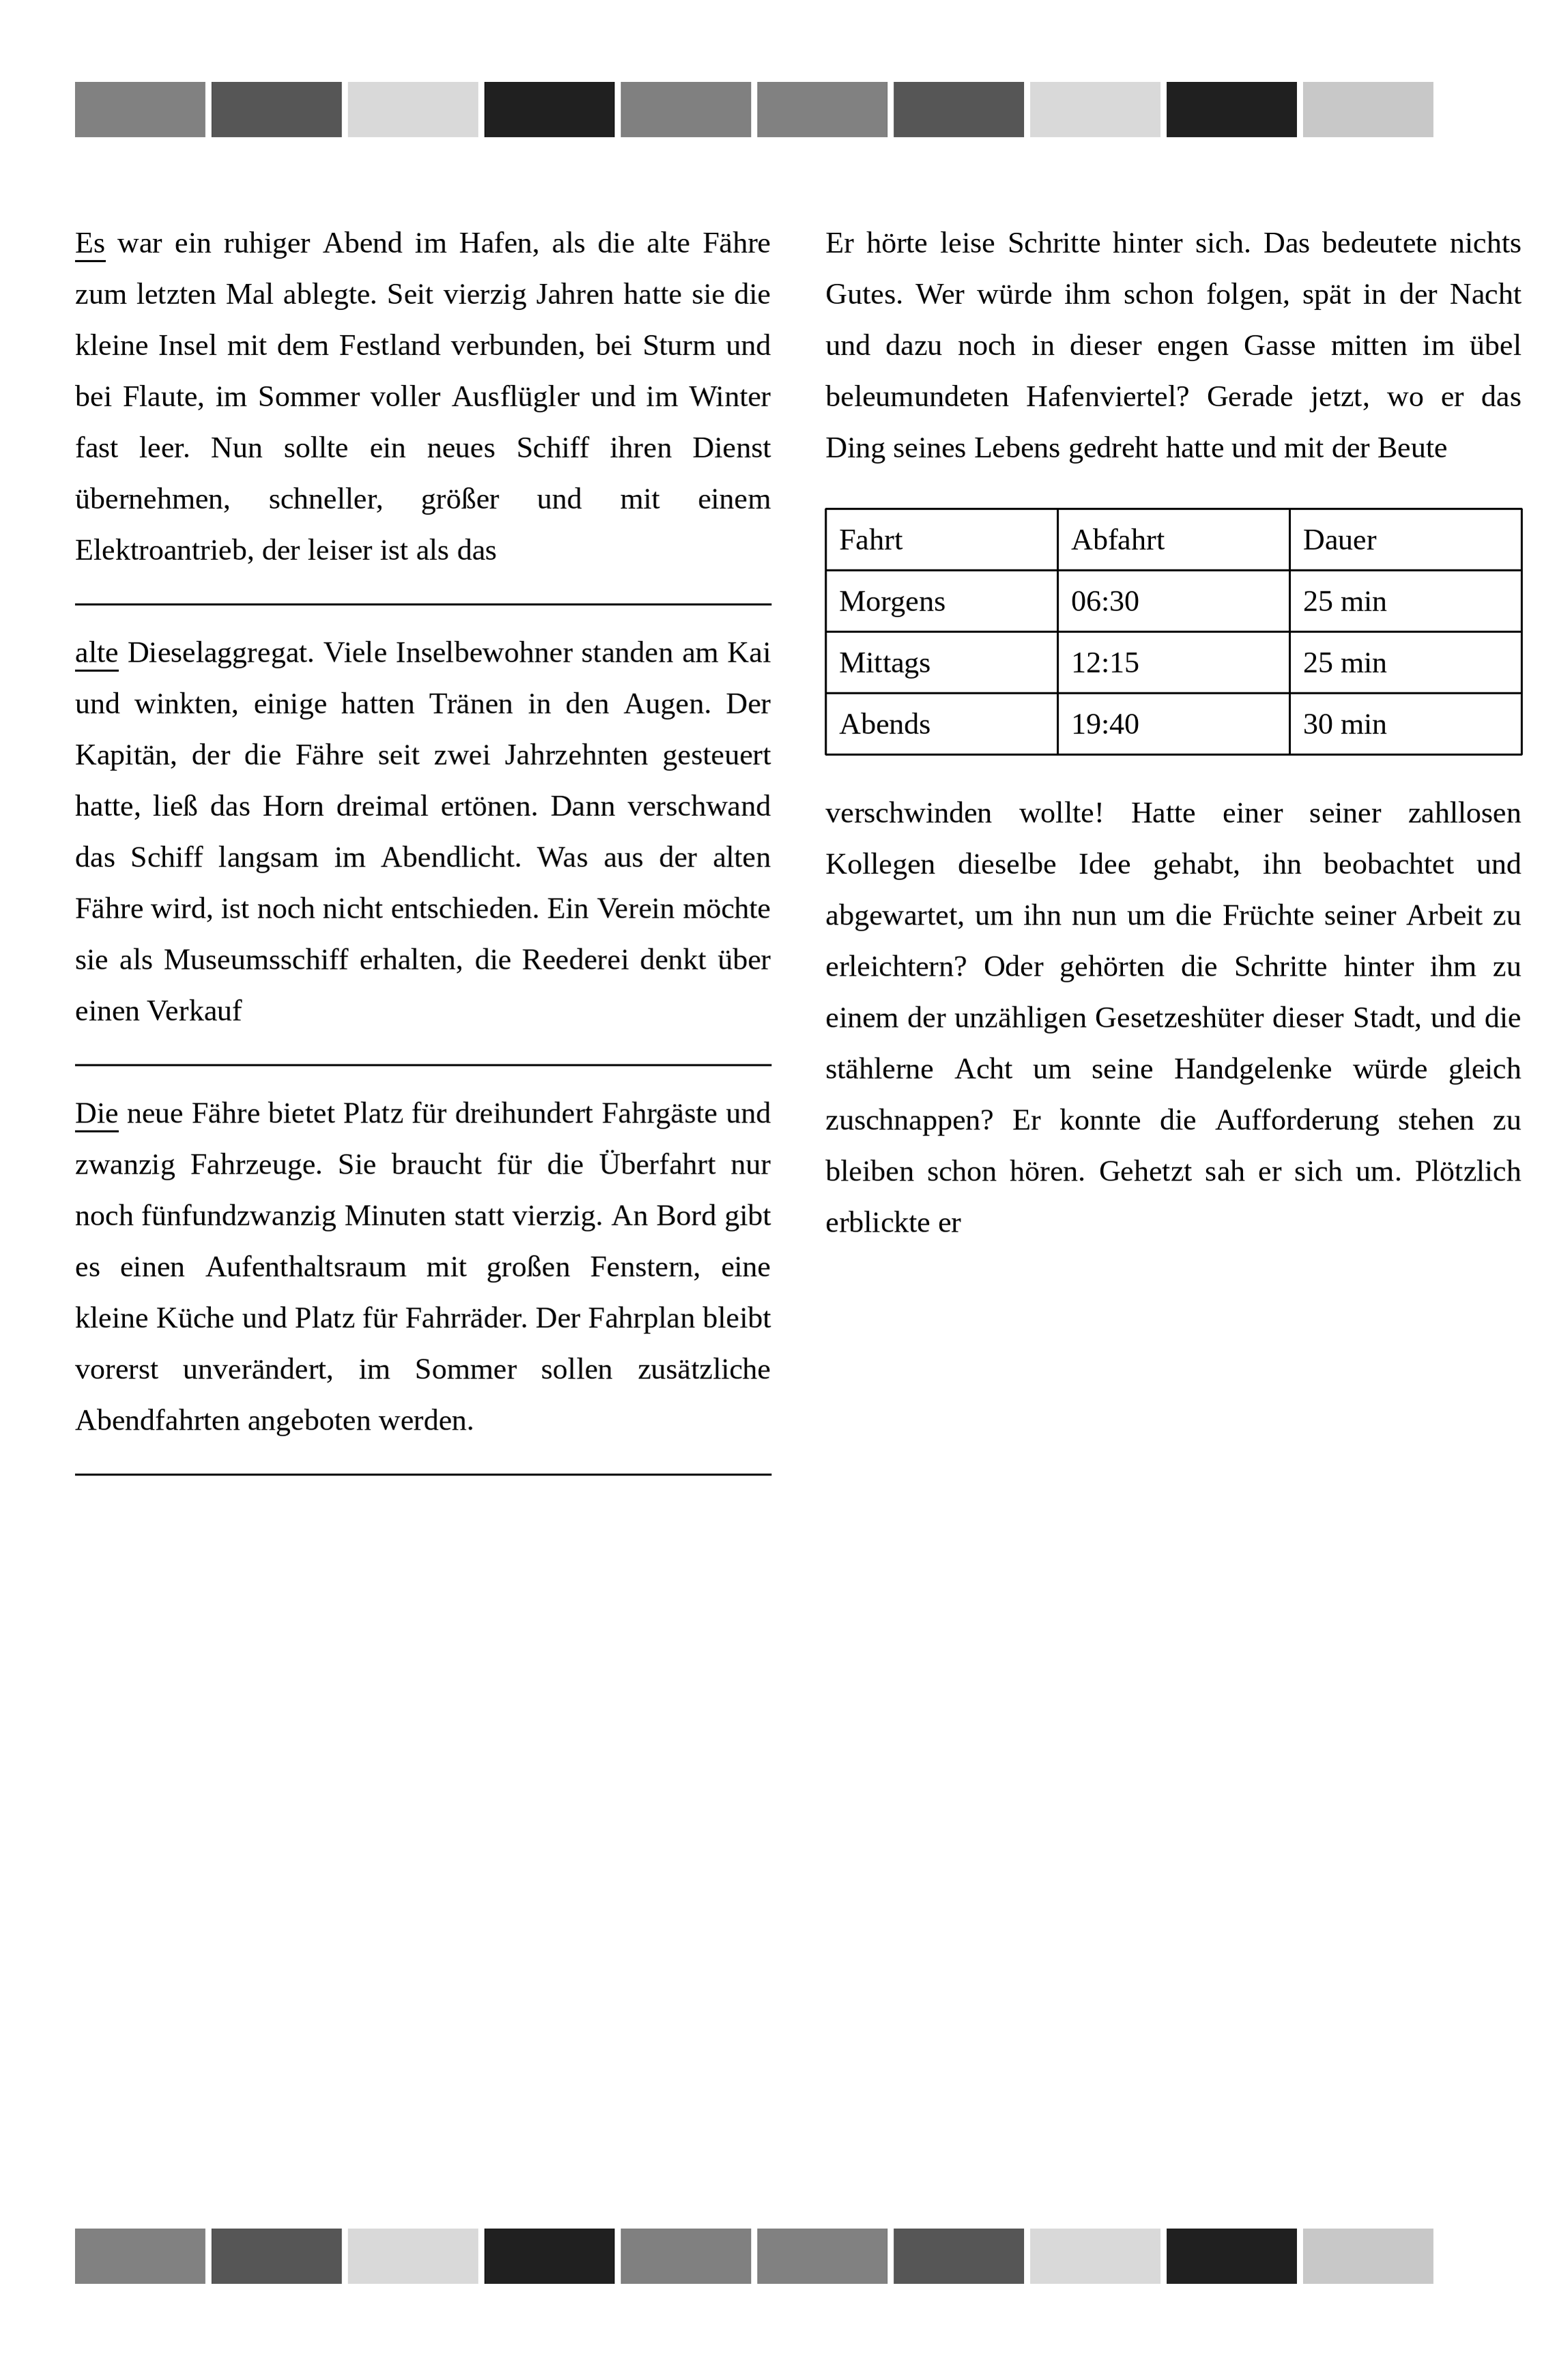 Es war ein ruhiger Abend im Hafen, als die alte Fähre
zum letzten Mal ablegte. Seit vierzig Jahren hatte sie die
kleine Insel mit dem Festland verbunden, bei Sturm und
bei Flaute, im Sommer voller Ausflügler und im Winter
fast leer. Nun sollte ein neues Schiff ihren Dienst
übernehmen, schneller, größer und mit einem
Elektroantrieb, der leiser ist als das
alte Dieselaggregat. Viele Inselbewohner standen am Kai
und winkten, einige hatten Tränen in den Augen. Der
Kapitän, der die Fähre seit zwei Jahrzehnten gesteuert
hatte, ließ das Horn dreimal ertönen. Dann verschwand
das Schiff langsam im Abendlicht. Was aus der alten
Fähre wird, ist noch nicht entschieden. Ein Verein möchte
sie als Museumsschiff erhalten, die Reederei denkt über
einen Verkauf
Die neue Fähre bietet Platz für dreihundert Fahrgäste und
zwanzig Fahrzeuge. Sie braucht für die Überfahrt nur
noch fünfundzwanzig Minuten statt vierzig. An Bord gibt
es einen Aufenthaltsraum mit großen Fenstern, eine
kleine Küche und Platz für Fahrräder. Der Fahrplan bleibt
vorerst unverändert, im Sommer sollen zusätzliche
Abendfahrten angeboten werden.
Er hörte leise Schritte hinter sich. Das bedeutete nichts
Gutes. Wer würde ihm schon folgen, spät in der Nacht
und dazu noch in dieser engen Gasse mitten im übel
beleumundeten Hafenviertel? Gerade jetzt, wo er das
Ding seines Lebens gedreht hatte und mit der Beute
Fahrt Abfahrt Dauer
Morgens 06:30 25 min
Mittags 12:15 25 min
Abends 19:40 30 min
verschwinden wollte! Hatte einer seiner zahllosen
Kollegen dieselbe Idee gehabt, ihn beobachtet und
abgewartet, um ihn nun um die Früchte seiner Arbeit zu
erleichtern? Oder gehörten die Schritte hinter ihm zu
einem der unzähligen Gesetzeshüter dieser Stadt, und die
stählerne Acht um seine Handgelenke würde gleich
zuschnappen? Er konnte die Aufforderung stehen zu
bleiben schon hören. Gehetzt sah er sich um. Plötzlich
erblickte er